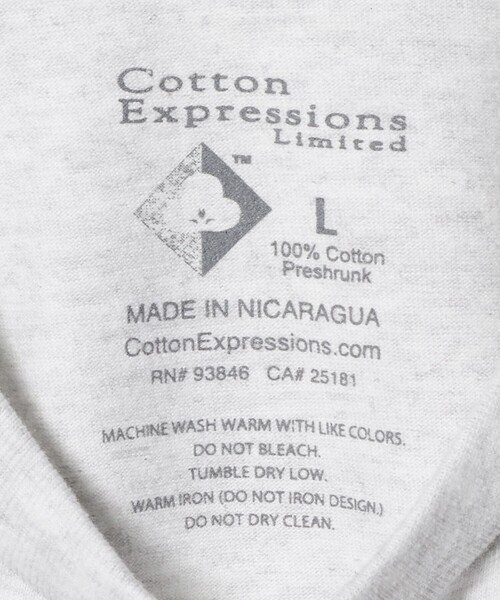 Cotton
Expressions
Limited
TM
L
100% Cotton
Preshrunk
MADE IN NICARAGUA
CottonExpressions.com
RN# 93846 CA# 25181
MACHINE WASH WARM WITH LIKE COLORS.
DO NOT BLEACH.
TUMBLE DRY LOW.
WARM IRON (DO NOT IRON DESIGN.)
DO NOT DRY CLEAN.